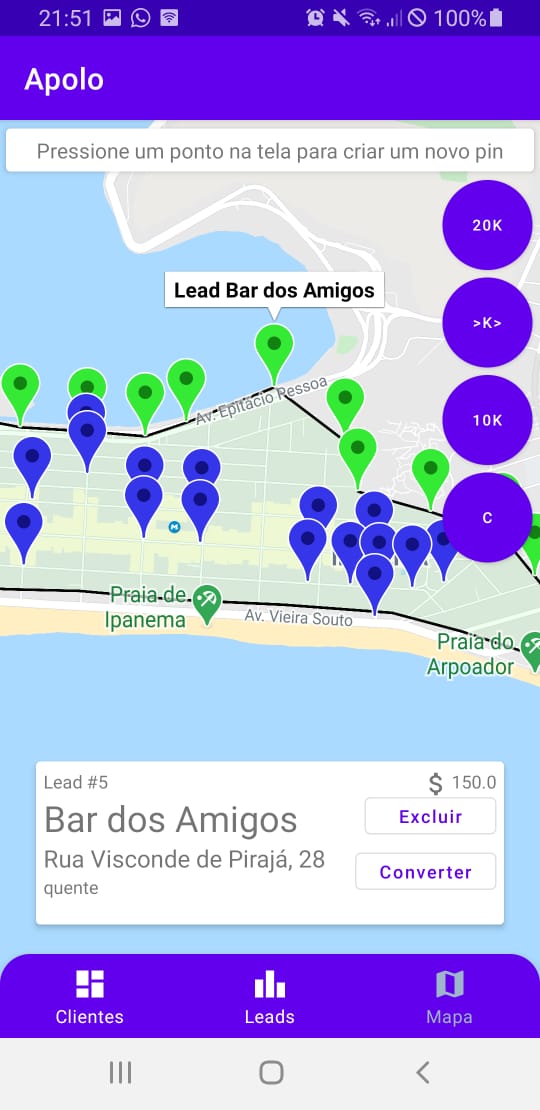 21:51
100%
Apolo
Pressione um ponto na tela para criar um novo pin
20K
Lead Bar dos Amigos
>K>
Av. Epitácio Pessoa
10K
C
M
Praia de
Ipanema
Av. Vieira Souto
Praia do
Arpoador
Lead #5
$ 150.0
Bar dos Amigos
Excluir
Rua Visconde de Pirajá, 28
Converter
quente
Clientes
Leads
Mapa